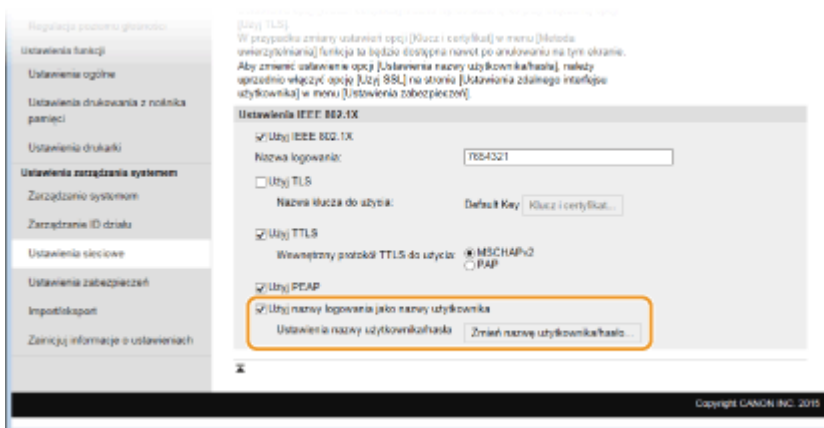 Regulacja poziomu głośności
Ustawienia funkcji
Ustawienia ogólne
Ustawienia drukowania z nośnika
pamięci
Ustawienia drukarki
Ustawienia zarządzania systemem
Zarządzanie systemem
Zarządzanie ID działu
Ustawienia sieciowe
Ustawienia zabezpieczeń
Import/eksport
Zainicjuj informacje o ustawieniach
[Użyj TLS].
W przypadku zmiany ustawień opcji [Klucz i certyfikat] w menu [Metoda
uwierzytelniania] funkcja ta będzie dostępna nawet po anulowaniu na tym ekranie.
Aby zmienić ustawienie opcji [Ustawienia nazwy użytkownika/hasła], należy
uprzednio włączyć opcję [Użyj SSL] na stronie [Ustawienia zdalnego interfejsu
użytkownika] w menu [Ustawienia zabezpieczeń].
Ustawienia IEEE 802.1X
Użyj IEEE 802.1X
Nazwa logowania: 7654321
Użyj TLS
Nazwa klucza do użycia: Default Key Klucz i certyfikat...
Użyj TTLS
Wewnętrzny protokół TTLS do użycia: MSCHAPv2
PAP
Użyj PEAP
Użyj nazwy logowania jako nazwy użytkownika
Ustawienia nazwy użytkownika/hasła Zmień nazwę użytkownika/hasło...
Copyright CANON INC. 2015